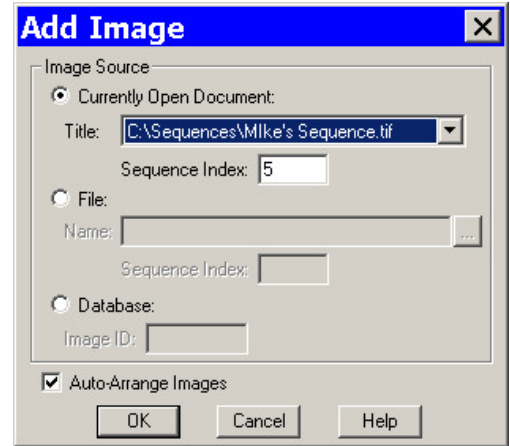 Add Image
Image Source
Currently Open Document:
Title: C:\Sequences\MIke's Sequence.tif
Sequence Index: 5
File:
Name: ...
Sequence Index:
Database:
Image ID:
Auto-Arrange Images
OK Cancel Help